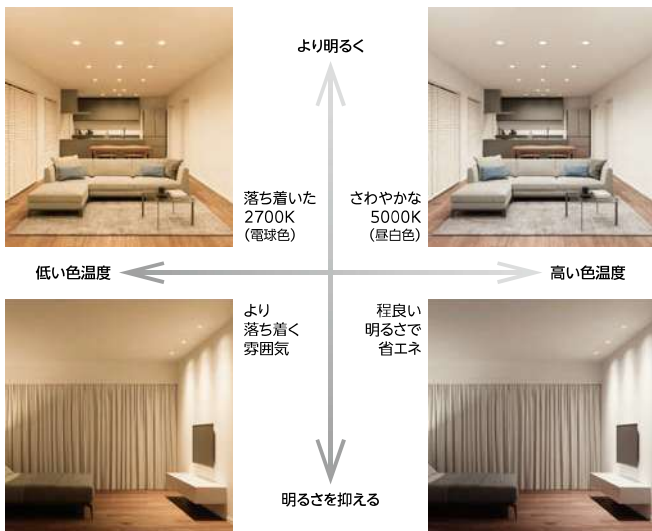 より明るく
落ち着いた
2700K
(電球色)
さわやかな
5000K
(昼白色)
低い色温度
高い色温度
より
落ち着く
雰囲気
程良い
明るさで
省エネ
明るさを抑える